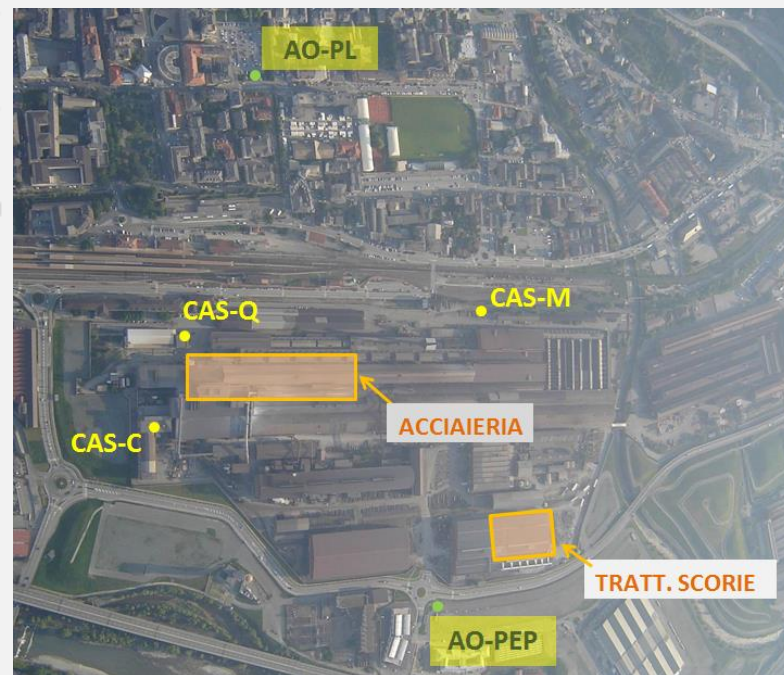 AO-PL
CAS-Q
CAS-M
ACCIAIERIA
CAS-C
TRATT. SCORIE
AO-PEP